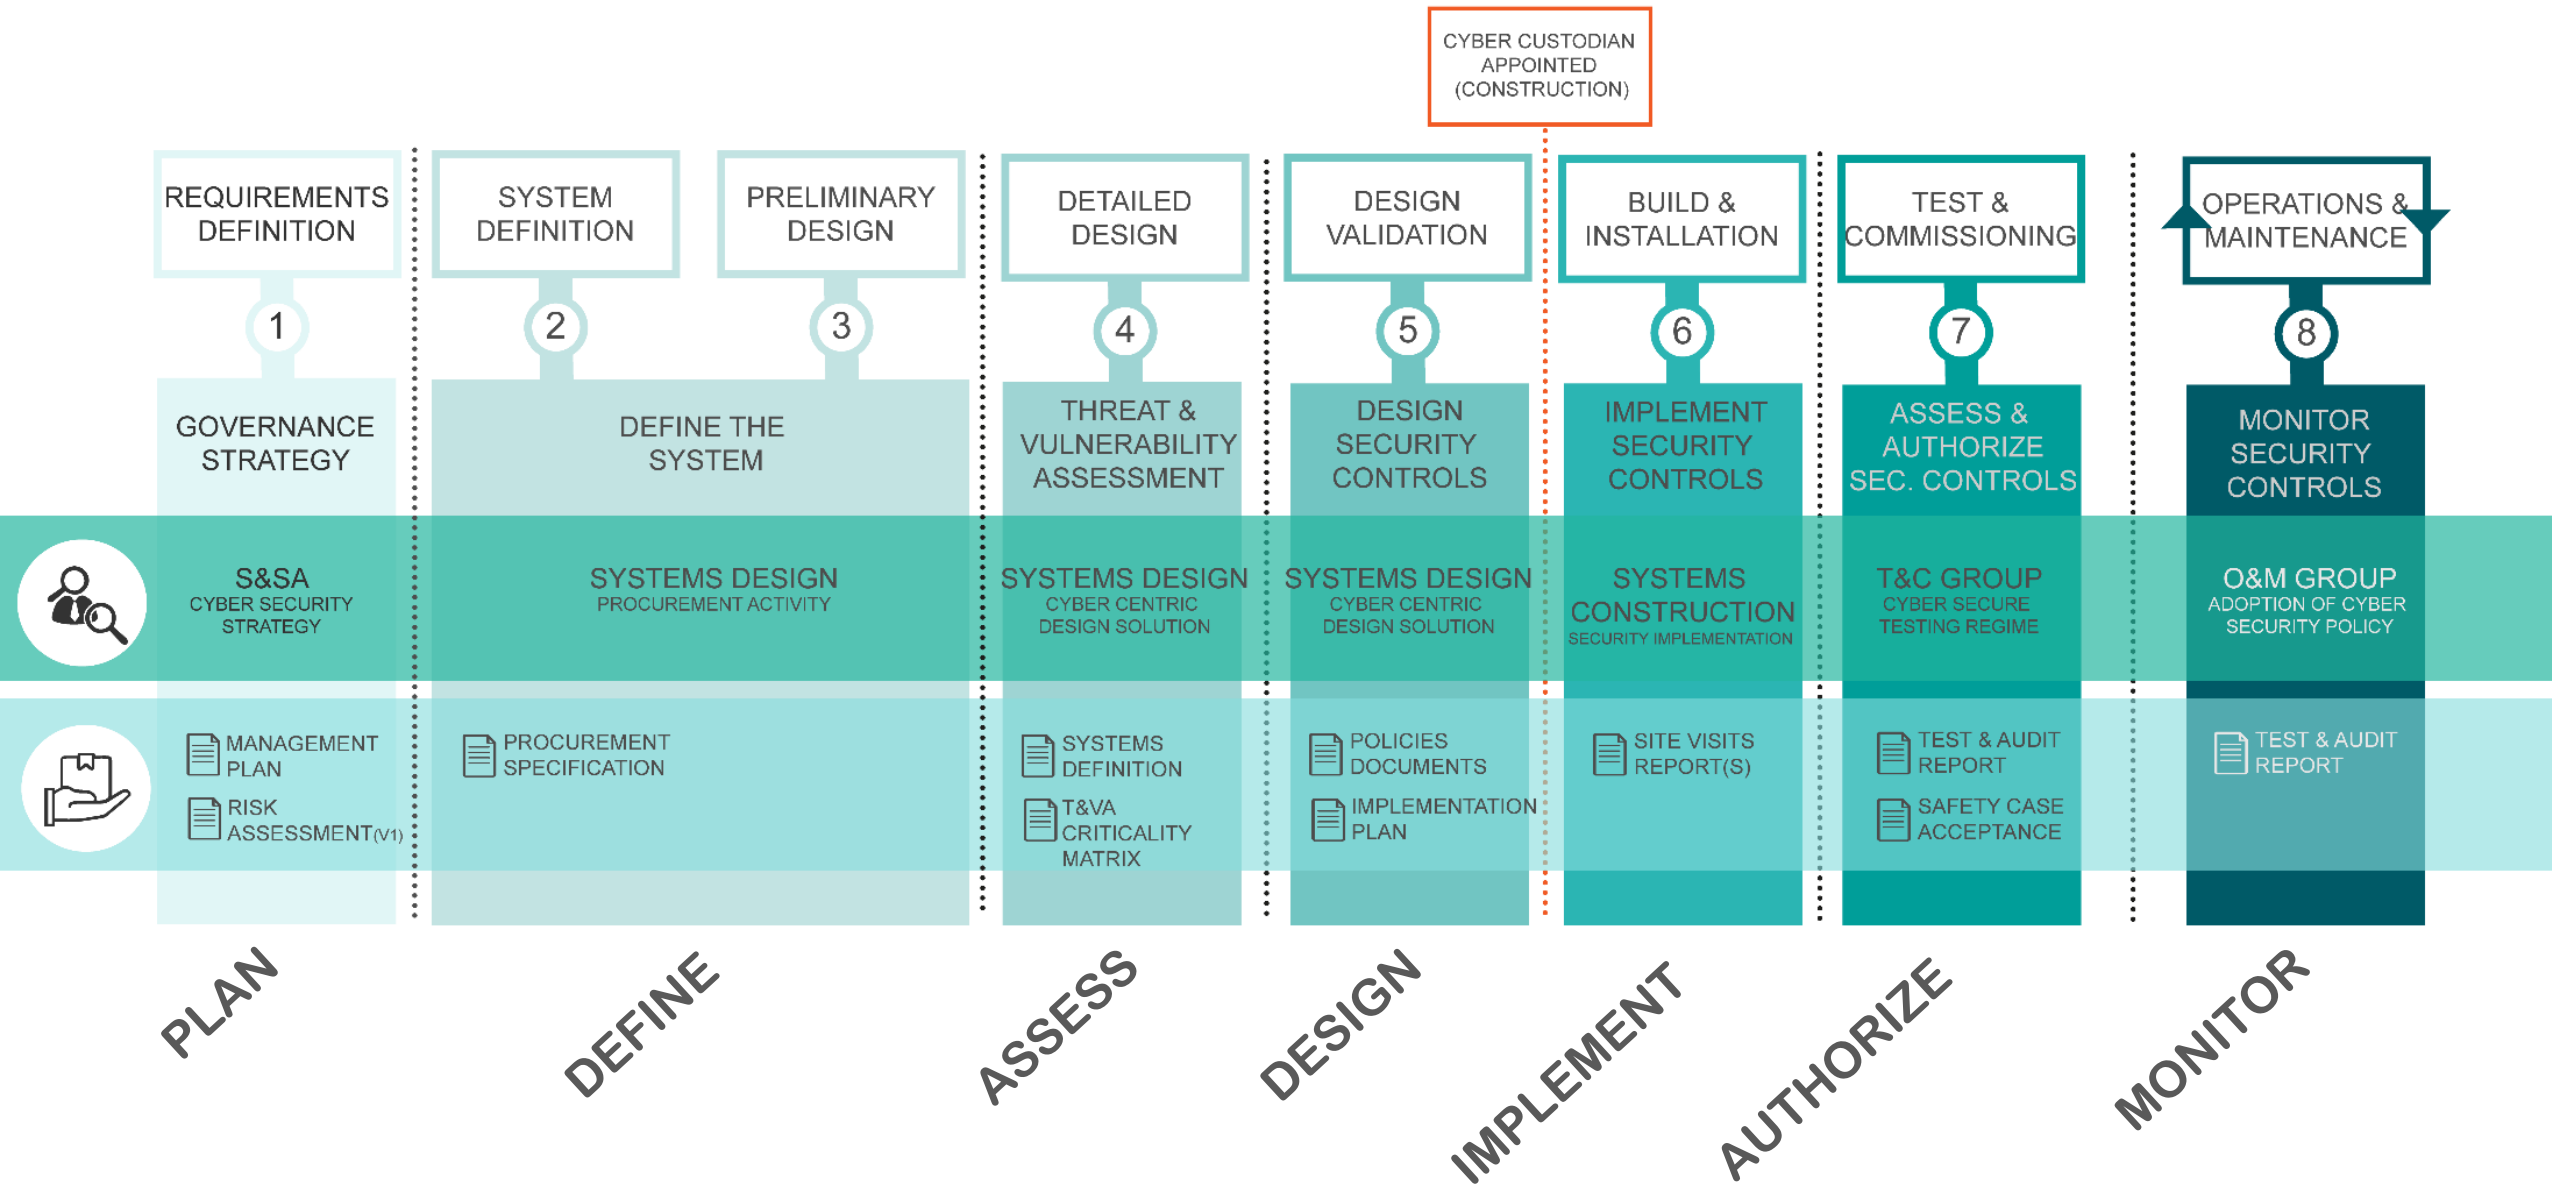 CYBER CUSTODIAN
APPOINTED
(CONSTRUCTION)
REQUIREMENTS
DEFINITION
SYSTEM
DEFINITION
PRELIMINARY
DESIGN
DETAILED
DESIGN
DESIGN
VALIDATION
BUILD &
INSTALLATION
TEST &
COMMISSIONING
OPERATIONS &
MAINTENANCE
1
2
3
4
5
6
7
8
GOVERNANCE
STRATEGY
DEFINE THE
SYSTEM
THREAT &
VULNERABILITY
ASSESSMENT
DESIGN
SECURITY
CONTROLS
IMPLEMENT
SECURITY
CONTROLS
ASSESS &
AUTHORIZE
SEC. CONTROLS
MONITOR
SECURITY
CONTROLS
S&SA
CYBER SECURITY
STRATEGY
SYSTEMS DESIGN
PROCUREMENT ACTIVITY
SYSTEMS DESIGN
CYBER CENTRIC
DESIGN SOLUTION
SYSTEMS DESIGN
CYBER CENTRIC
DESIGN SOLUTION
SYSTEMS
CONSTRUCTION
SECURITY IMPLEMENTATION
T&C GROUP
CYBER SECURE
TESTING REGIME
O&M GROUP
ADOPTION OF CYBER
SECURITY POLICY
MANAGEMENT
PLAN
RISK
ASSESSMENT(V1)
PROCUREMENT
SPECIFICATION
SYSTEMS
DEFINITION
T&VA
CRITICALITY
MATRIX
POLICIES
DOCUMENTS
IMPLEMENTATION
PLAN
SITE VISITS
REPORT(S)
TEST & AUDIT
REPORT
SAFETY CASE
ACCEPTANCE
TEST & AUDIT
REPORT
PLAN
DEFINE
ASSESS
DESIGN
IMPLEMENT
AUTHORIZE
MONITOR